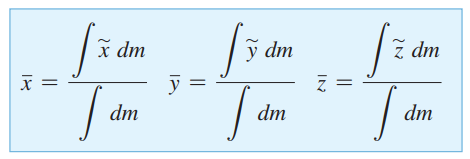 x̄ = ∫ x̃ dm / ∫ dm   ȳ = ∫ ỹ dm / ∫ dm   z̄ = ∫ z̃ dm / ∫ dm